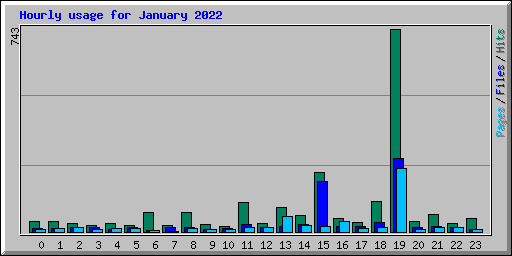 Hourly usage for January 2022
743
Pages/Files/Hits
0 1 2 3 4 5 6 7 8 9 10 11 12 13 14 15 16 17 18 19 20 21 22 23